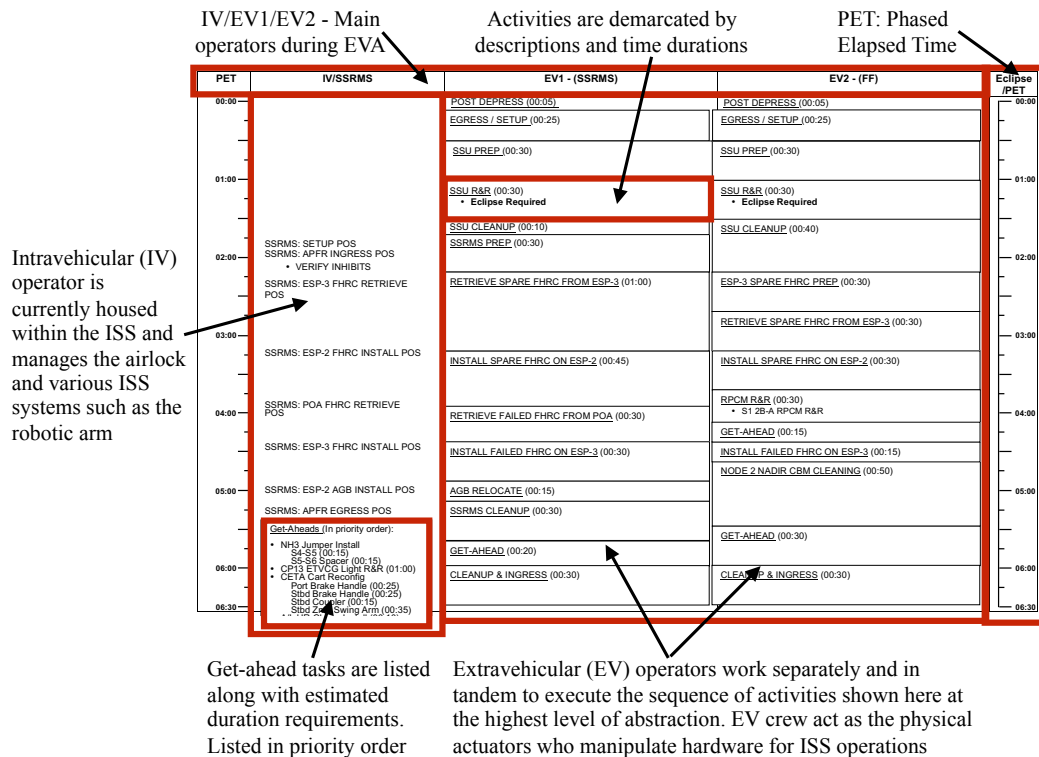 IV/EV1/EV2 - Main
operators during EVA
Activities are demarcated by
descriptions and time durations
PET: Phased
Elapsed Time
PET
IV/SSRMS
EV1 - (SSRMS)
EV2 - (FF)
Eclipse
/PET
00:00
01:00
02:00
03:00
04:00
05:00
06:00
06:30
SSRMS: SETUP POS
SSRMS: APFR INGRESS POS
• VERIFY INHIBITS
SSRMS: ESP-3 FHRC RETRIEVE
POS
SSRMS: ESP-2 FHRC INSTALL POS
SSRMS: POA FHRC RETRIEVE
POS
SSRMS: ESP-3 FHRC INSTALL POS
SSRMS: ESP-2 AGB INSTALL POS
SSRMS: APFR EGRESS POS
Get-Aheads (In priority order):
• NH3 Jumper Install
S4-S5 (00:15)
S5-S6 Spacer (00:15)
• CP13 ETVCG Light R&R (01:00)
• CETA Cart Reconfig
Port Brake Handle (00:25)
Stbd Brake Handle (00:25)
Stbd Coupler (00:15)
Stbd Swing Arm (00:35)
POST DEPRESS (00:05)
EGRESS / SETUP (00:25)
SSU PREP (00:30)
SSU R&R (00:30)
• Eclipse Required
SSU CLEANUP (00:10)
SSRMS PREP (00:30)
RETRIEVE SPARE FHRC FROM ESP-3 (01:00)
INSTALL SPARE FHRC ON ESP-2 (00:45)
RETRIEVE FAILED FHRC FROM POA (00:30)
INSTALL FAILED FHRC ON ESP-3 (00:30)
AGB RELOCATE (00:15)
SSRMS CLEANUP (00:30)
GET-AHEAD (00:20)
CLEANUP & INGRESS (00:30)
POST DEPRESS (00:05)
EGRESS / SETUP (00:25)
SSU PREP (00:30)
SSU R&R (00:30)
• Eclipse Required
SSU CLEANUP (00:40)
ESP-3 SPARE FHRC PREP (00:30)
RETRIEVE SPARE FHRC FROM ESP-3 (00:30)
INSTALL SPARE FHRC ON ESP-2 (00:30)
RPCM R&R (00:30)
• S1 2B-A RPCM R&R
GET-AHEAD (00:15)
INSTALL FAILED FHRC ON ESP-3 (00:15)
NODE 2 NADIR CBM CLEANING (00:50)
GET-AHEAD (00:30)
CLEANUP & INGRESS (00:30)
00:00
01:00
02:00
03:00
04:00
05:00
06:00
06:30
Intravehicular (IV)
operator is
currently housed
within the ISS and
manages the airlock
and various ISS
systems such as the
robotic arm
Get-ahead tasks are listed
along with estimated
duration requirements.
Listed in priority order
Extravehicular (EV) operators work separately and in
tandem to execute the sequence of activities shown here at
the highest level of abstraction. EV crew act as the physical
actuators who manipulate hardware for ISS operations